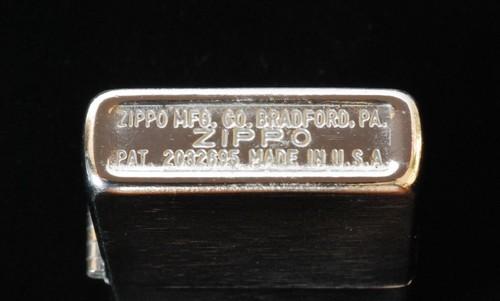 ZIPPO MFG. CO. BRADFORD, PA.
ZIPPO
PAT. 2032695 MADE IN U.S.A.